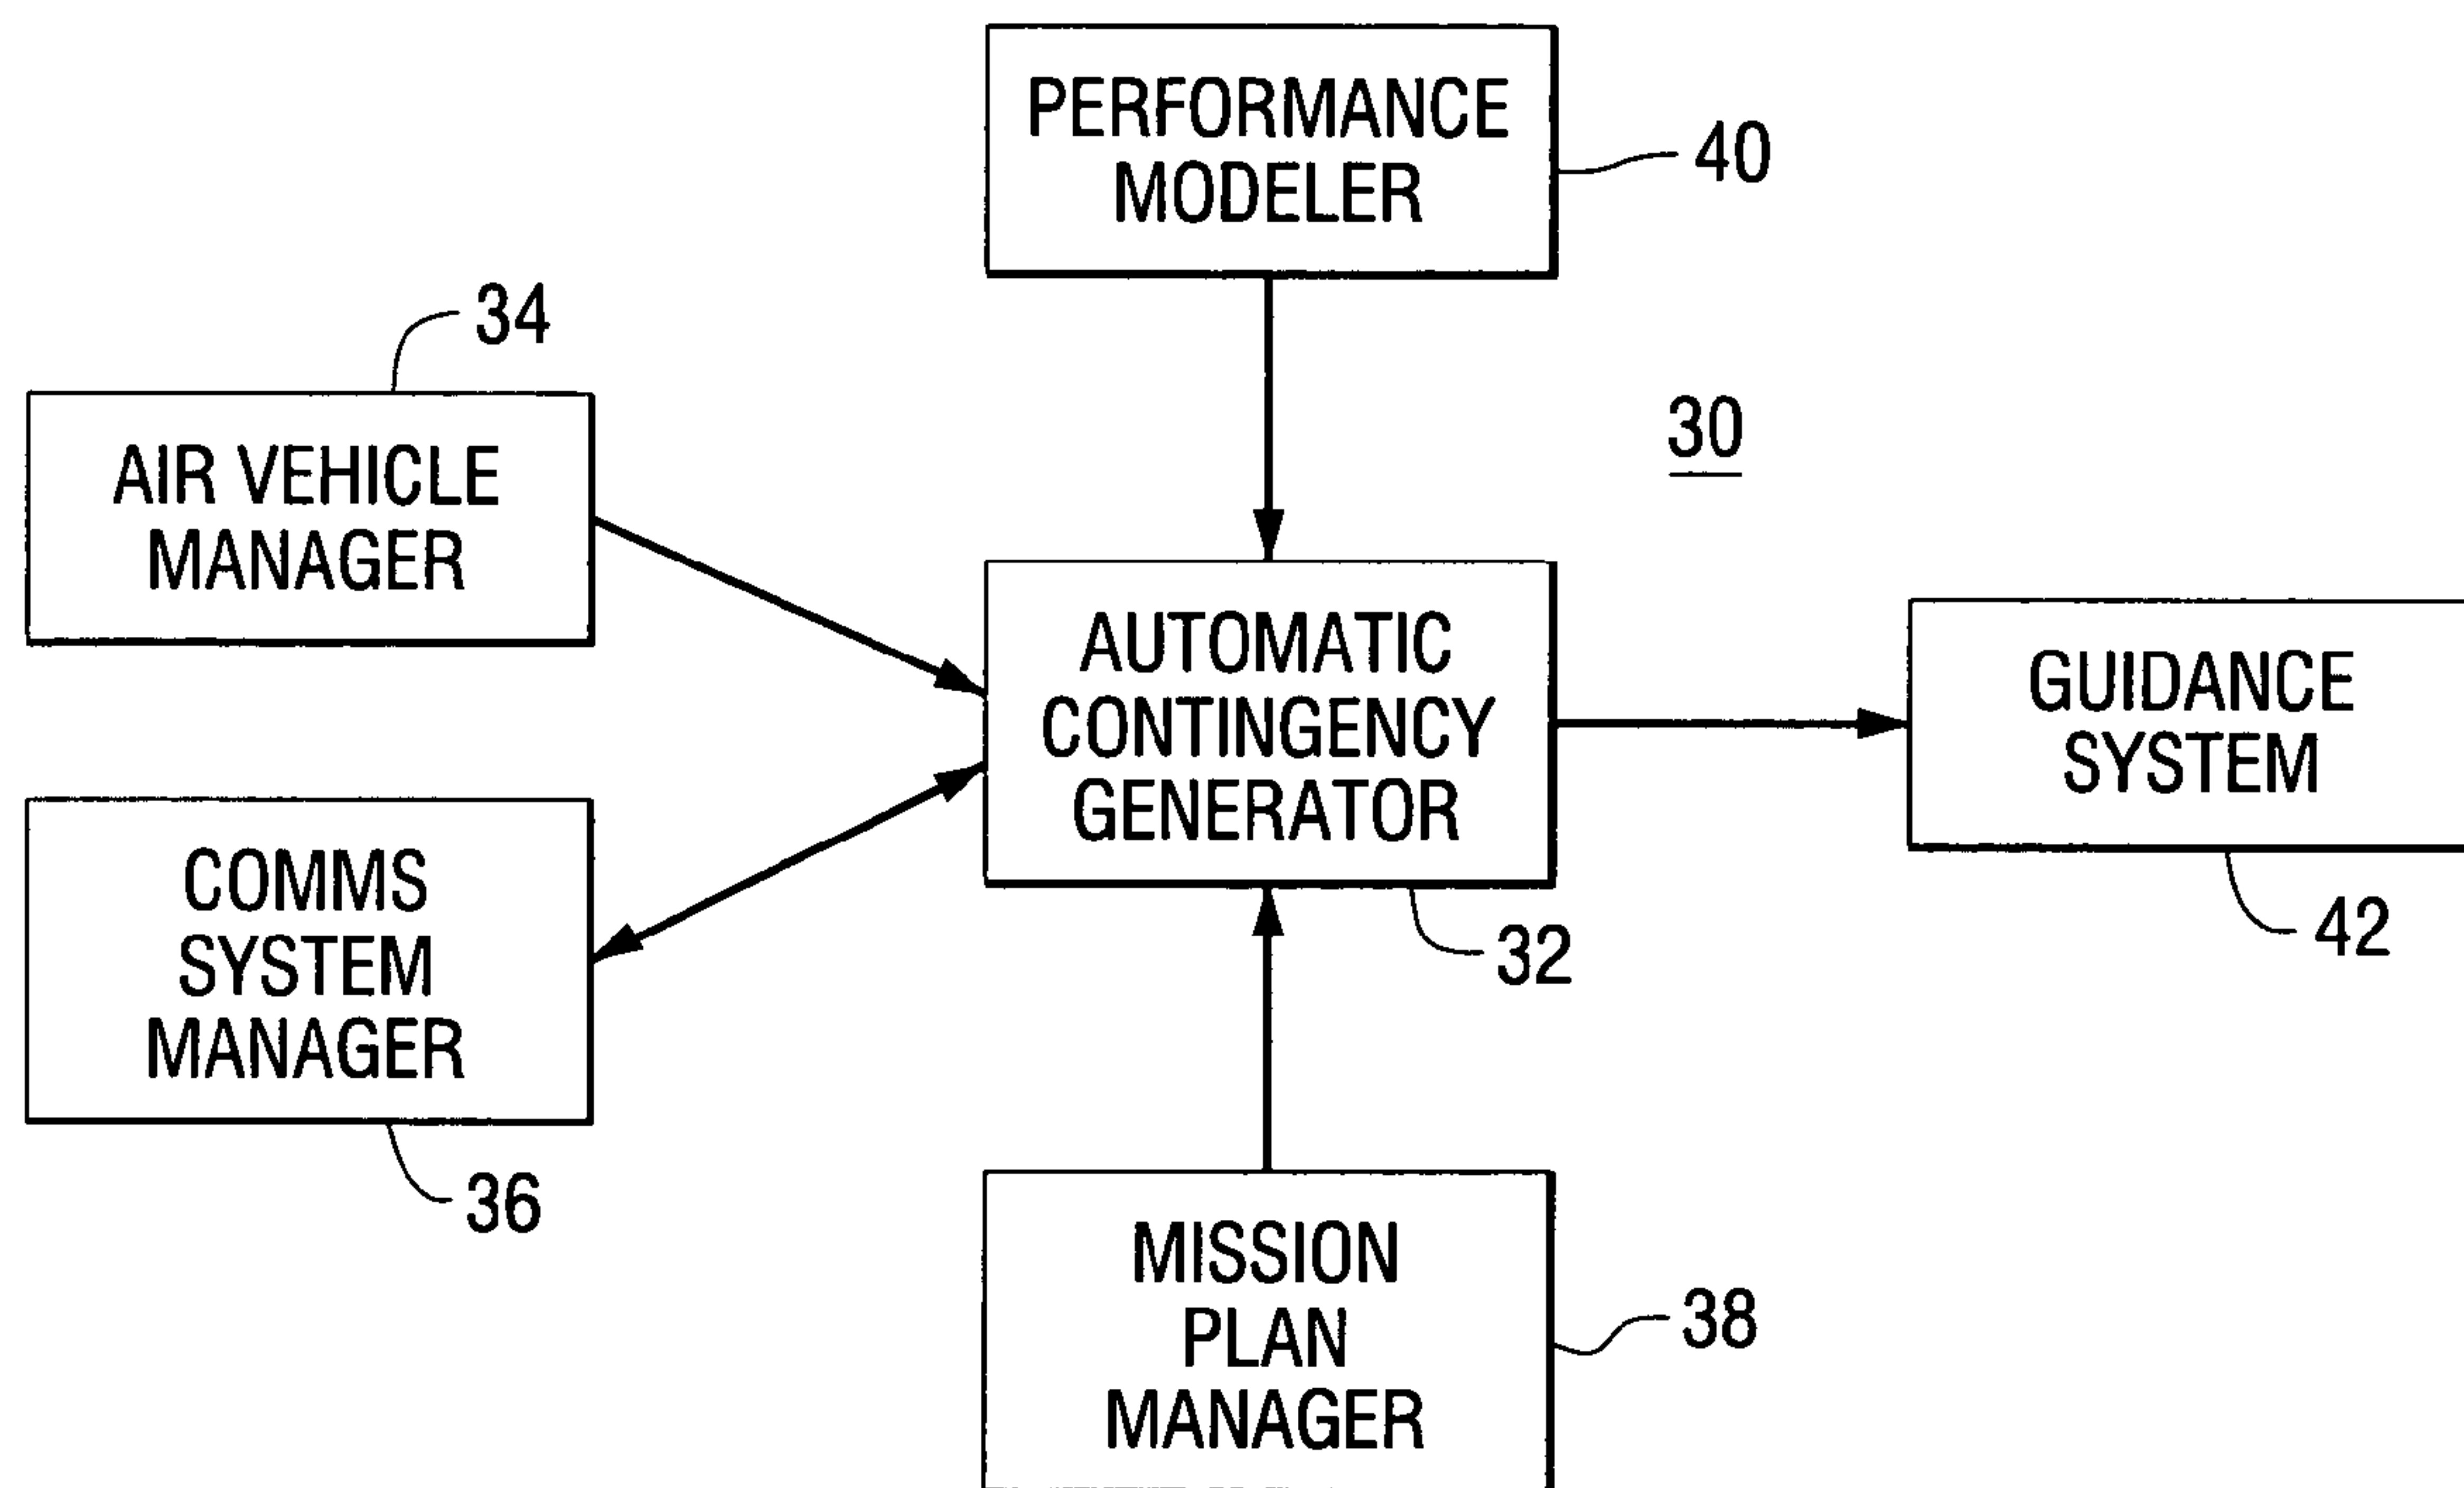 PERFORMANCE
MODELER
40
34
AIR VEHICLE
MANAGER
30
AUTOMATIC
CONTINGENCY
GENERATOR
32
GUIDANCE
SYSTEM
42
COMMS
SYSTEM
MANAGER
36
MISSION
PLAN
MANAGER
38